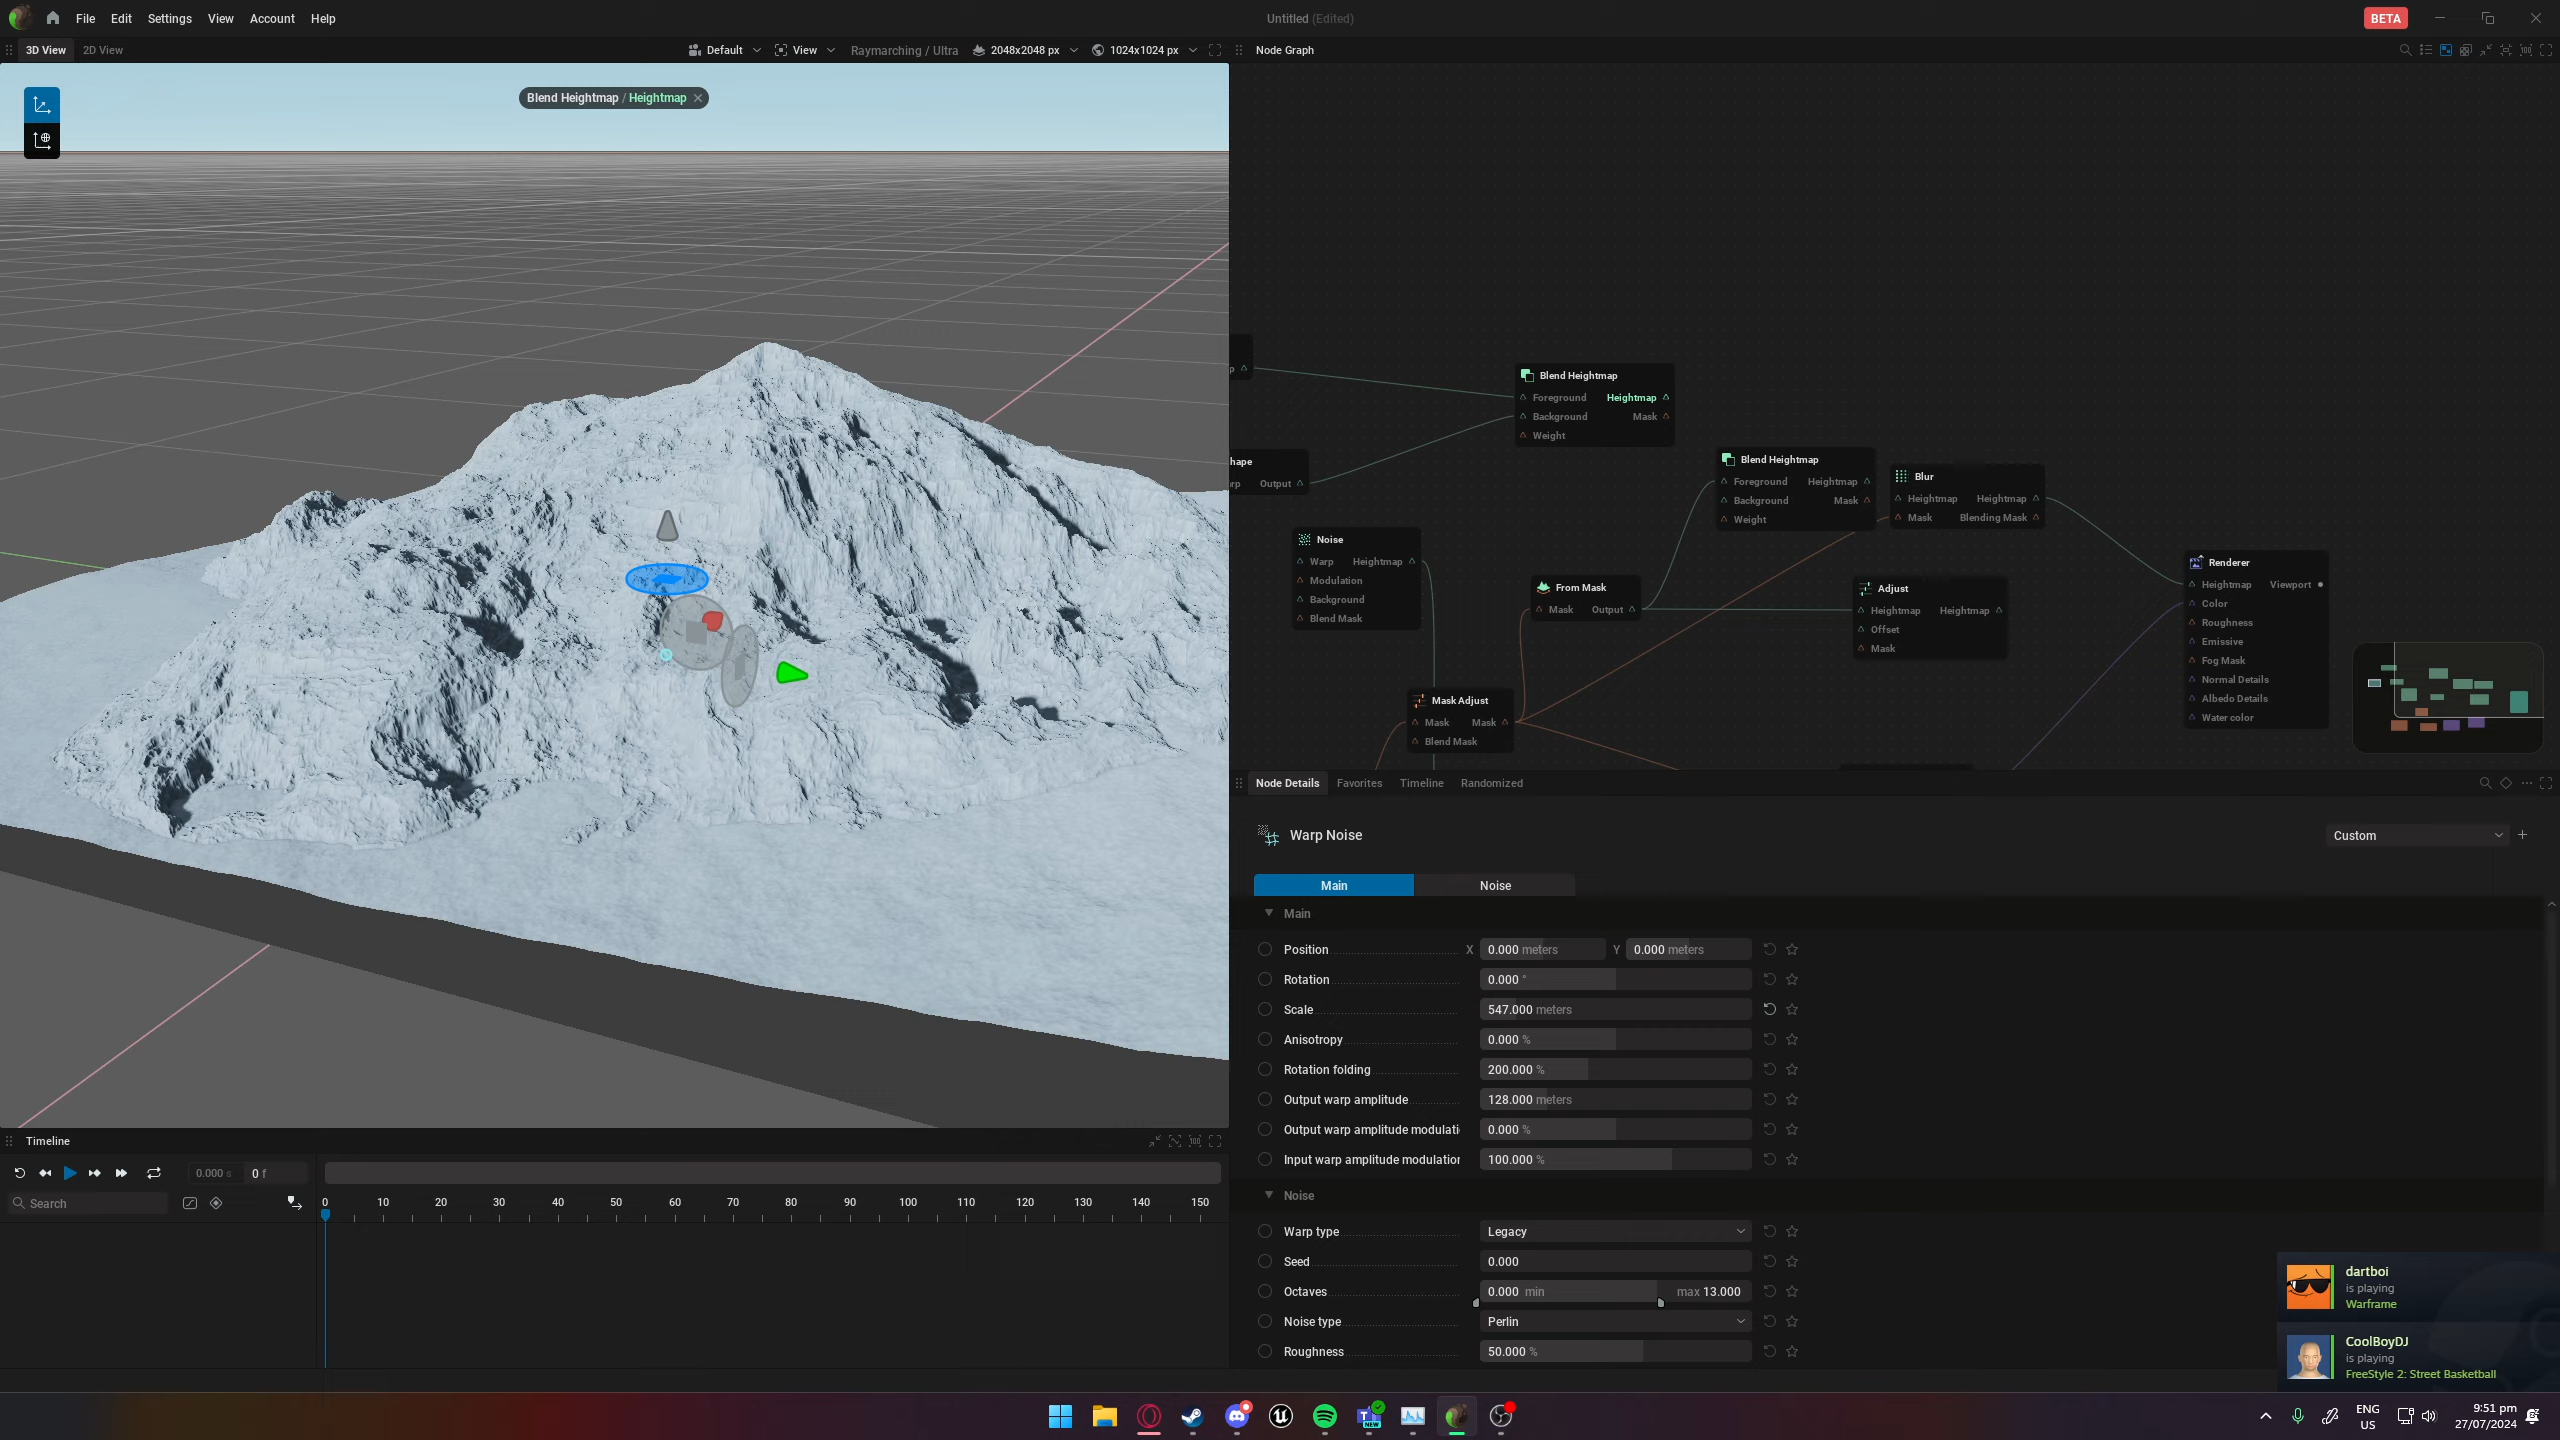 File Edit Settings View Account Help
Untitled (Edited)
BETA
3D View 2D View
Default View Raymarching / Ultra 2048x2048 px 1024x1024 px
Node Graph
Blend Heightmap / Heightmap
p
Blend Heightmap
Foreground Heightmap
Background Mask
Weight
hape
rp Output
Blend Heightmap
Foreground Heightmap
Background Mask
Weight
Blur
Heightmap Heightmap
Mask Blending Mask
Noise
Warp Heightmap
Modulation
Background
Blend Mask
From Mask
Mask Output
Adjust
Heightmap Heightmap
Offset
Mask
Renderer
Heightmap Viewport
Color
Roughness
Emissive
Fog Mask
Normal Details
Albedo Details
Water color
Mask Adjust
Mask Mask
Blend Mask
Node Details Favorites Timeline Randomized
Warp Noise
Custom
Main Noise
Main
Position X 0.000 meters Y 0.000 meters
Rotation 0.000 °
Scale 547.000 meters
Anisotropy 0.000 %
Rotation folding 200.000 %
Output warp amplitude 128.000 meters
Output warp amplitude modulati 0.000 %
Input warp amplitude modulation 100.000 %
Noise
Warp type Legacy
Seed 0.000
Octaves 0.000 min max 13.000
Noise type Perlin
Roughness 50.000 %
Timeline
0.000 s 0 f
Search
0 10 20 30 40 50 60 70 80 90 100 110 120 130 140 150
dartboi
is playing
Warframe
CoolBoyDJ
is playing
FreeStyle 2: Street Basketball
NEW
ENG
US
9:51 pm
27/07/2024